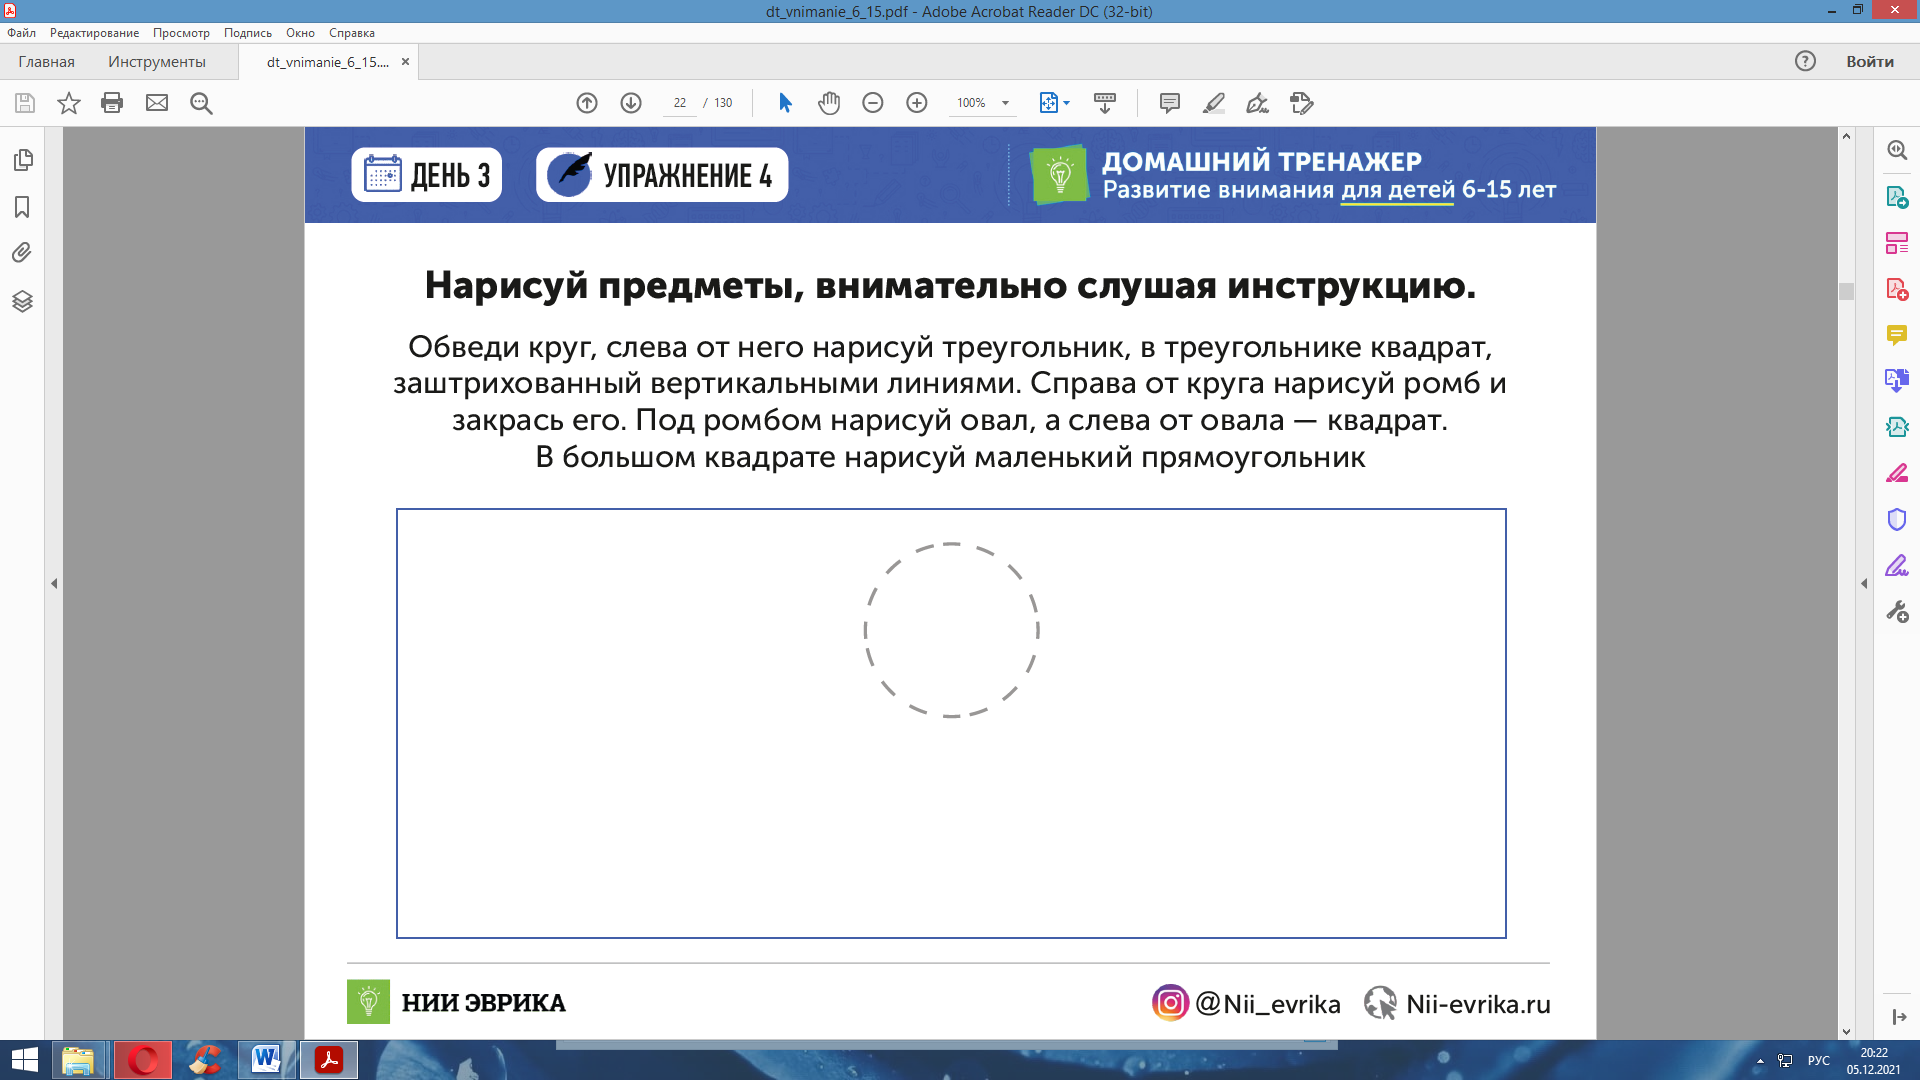 dt_vnimanie_6_15.pdf - Adobe Acrobat Reader DC (32-bit)
Файл Редактирование Просмотр Подпись Окно Справка
Главная Инструменты dt_vnimanie_6_15.... × Войти
22 / 130 100%
ДЕНЬ 3 УПРАЖНЕНИЕ 4
ДОМАШНИЙ ТРЕНАЖЕР
Развитие внимания для детей 6-15 лет
Нарисуй предметы, внимательно слушая инструкцию.
Обведи круг, слева от него нарисуй треугольник, в треугольнике квадрат,
заштрихованный вертикальными линиями. Справа от круга нарисуй ромб и
закрась его. Под ромбом нарисуй овал, а слева от овала — квадрат.
В большом квадрате нарисуй маленький прямоугольник
НИИ ЭВРИКА @Nii_evrika Nii-evrika.ru
РУС 20:22
05.12.2021